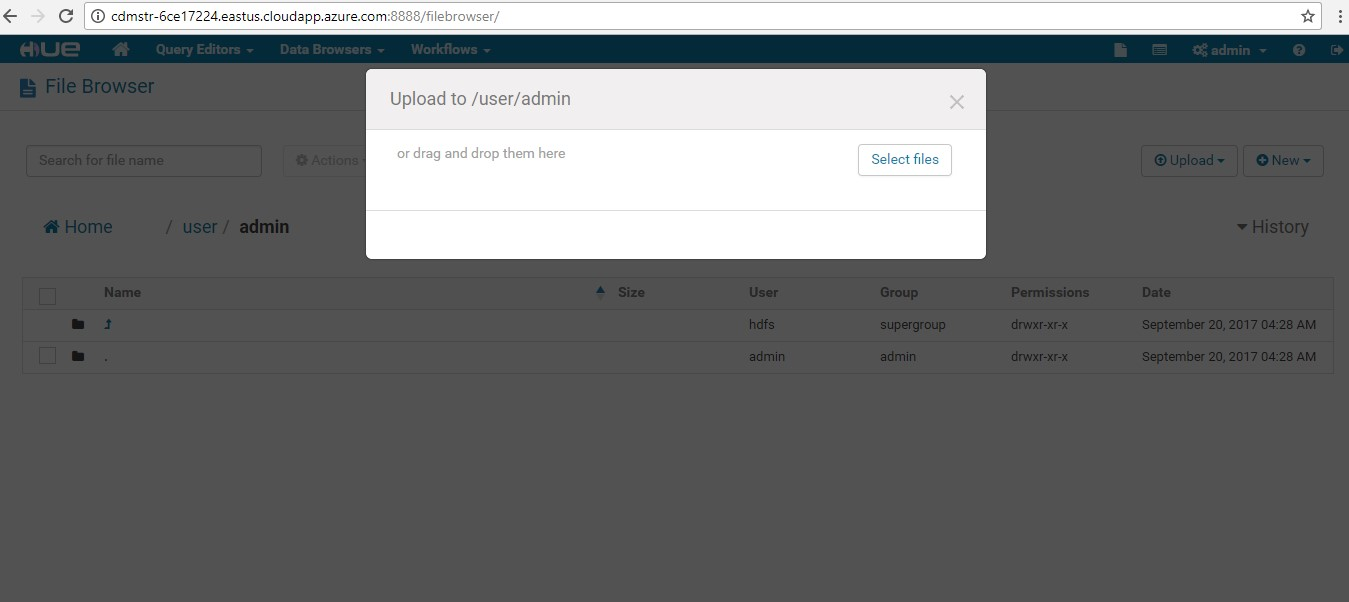 cdmstr-6ce17224.eastus.cloudapp.azure.com:8888/filebrowser/
HUE Query Editors Data Browsers Workflows admin
File Browser
Upload to /user/admin
or drag and drop them here Select files
Search for file name Actions Upload New
Home / user / admin History
Name Size User Group Permissions Date
hdfs supergroup drwxr-xr-x September 20, 2017 04:28 AM
. admin admin drwxr-xr-x September 20, 2017 04:28 AM